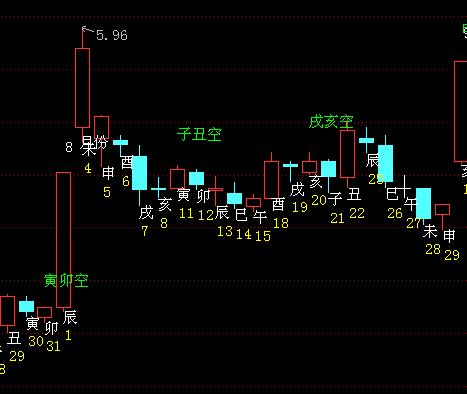 5.96
戌亥空
子丑空
8 月份
未
4
申
5
酉
6
戌
7
亥
8
寅
11
卯
12
辰
13
巳
14
午
15
酉
18
戌
19
亥
20
子
21
丑
22
辰
25
巳
26
午
27
未
28
申
29
亥
1
寅卯空
丑
29
寅
30
卯
31
辰
1
8